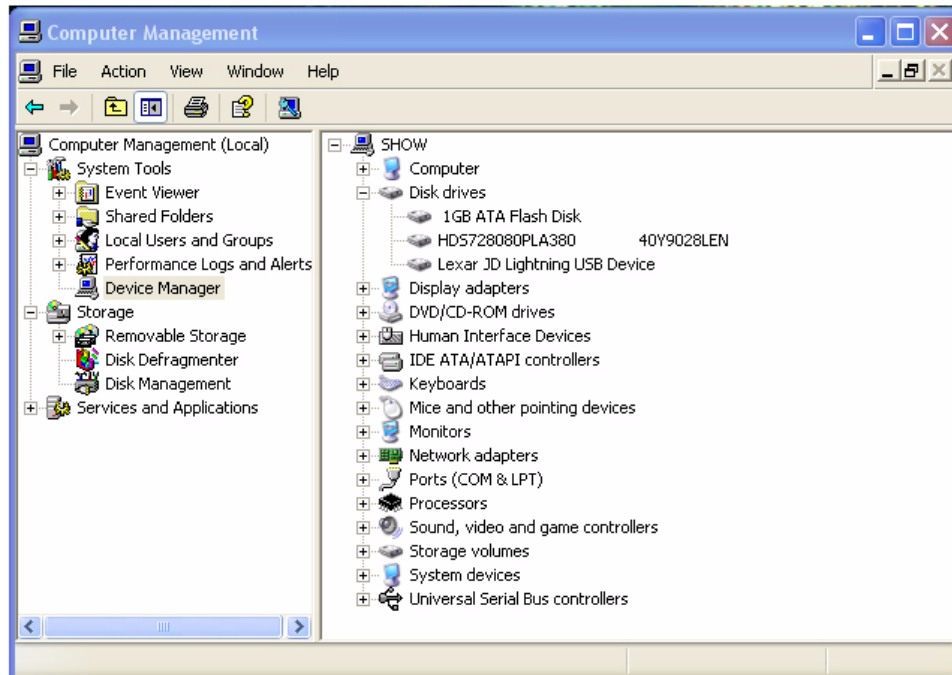 Computer Management
File Action View Window Help
Computer Management (Local)
System Tools
Event Viewer
Shared Folders
Local Users and Groups
Performance Logs and Alerts
Device Manager
Storage
Removable Storage
Disk Defragmenter
Disk Management
Services and Applications
SHOW
Computer
Disk drives
1GB ATA Flash Disk
HDS728080PLA380 40Y9028LEN
Lexar JD Lightning USB Device
Display adapters
DVD/CD-ROM drives
Human Interface Devices
IDE ATA/ATAPI controllers
Keyboards
Mice and other pointing devices
Monitors
Network adapters
Ports (COM & LPT)
Processors
Sound, video and game controllers
Storage volumes
System devices
Universal Serial Bus controllers